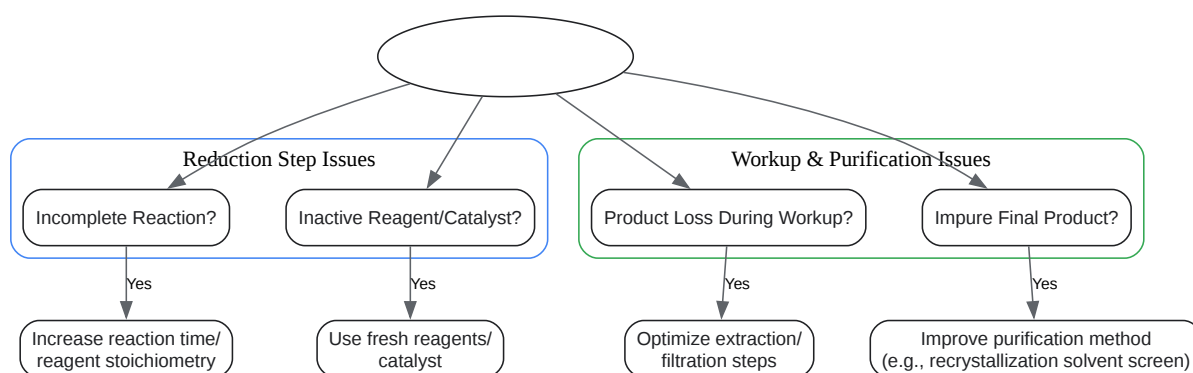 Reduction Step Issues
Workup & Purification Issues
Incomplete Reaction?
Inactive Reagent/Catalyst?
Product Loss During Workup?
Impure Final Product?
Yes
Yes
Yes
Yes
Increase reaction time/
reagent stoichiometry
Use fresh reagents/
catalyst
Optimize extraction/
filtration steps
Improve purification method
(e.g., recrystallization solvent screen)